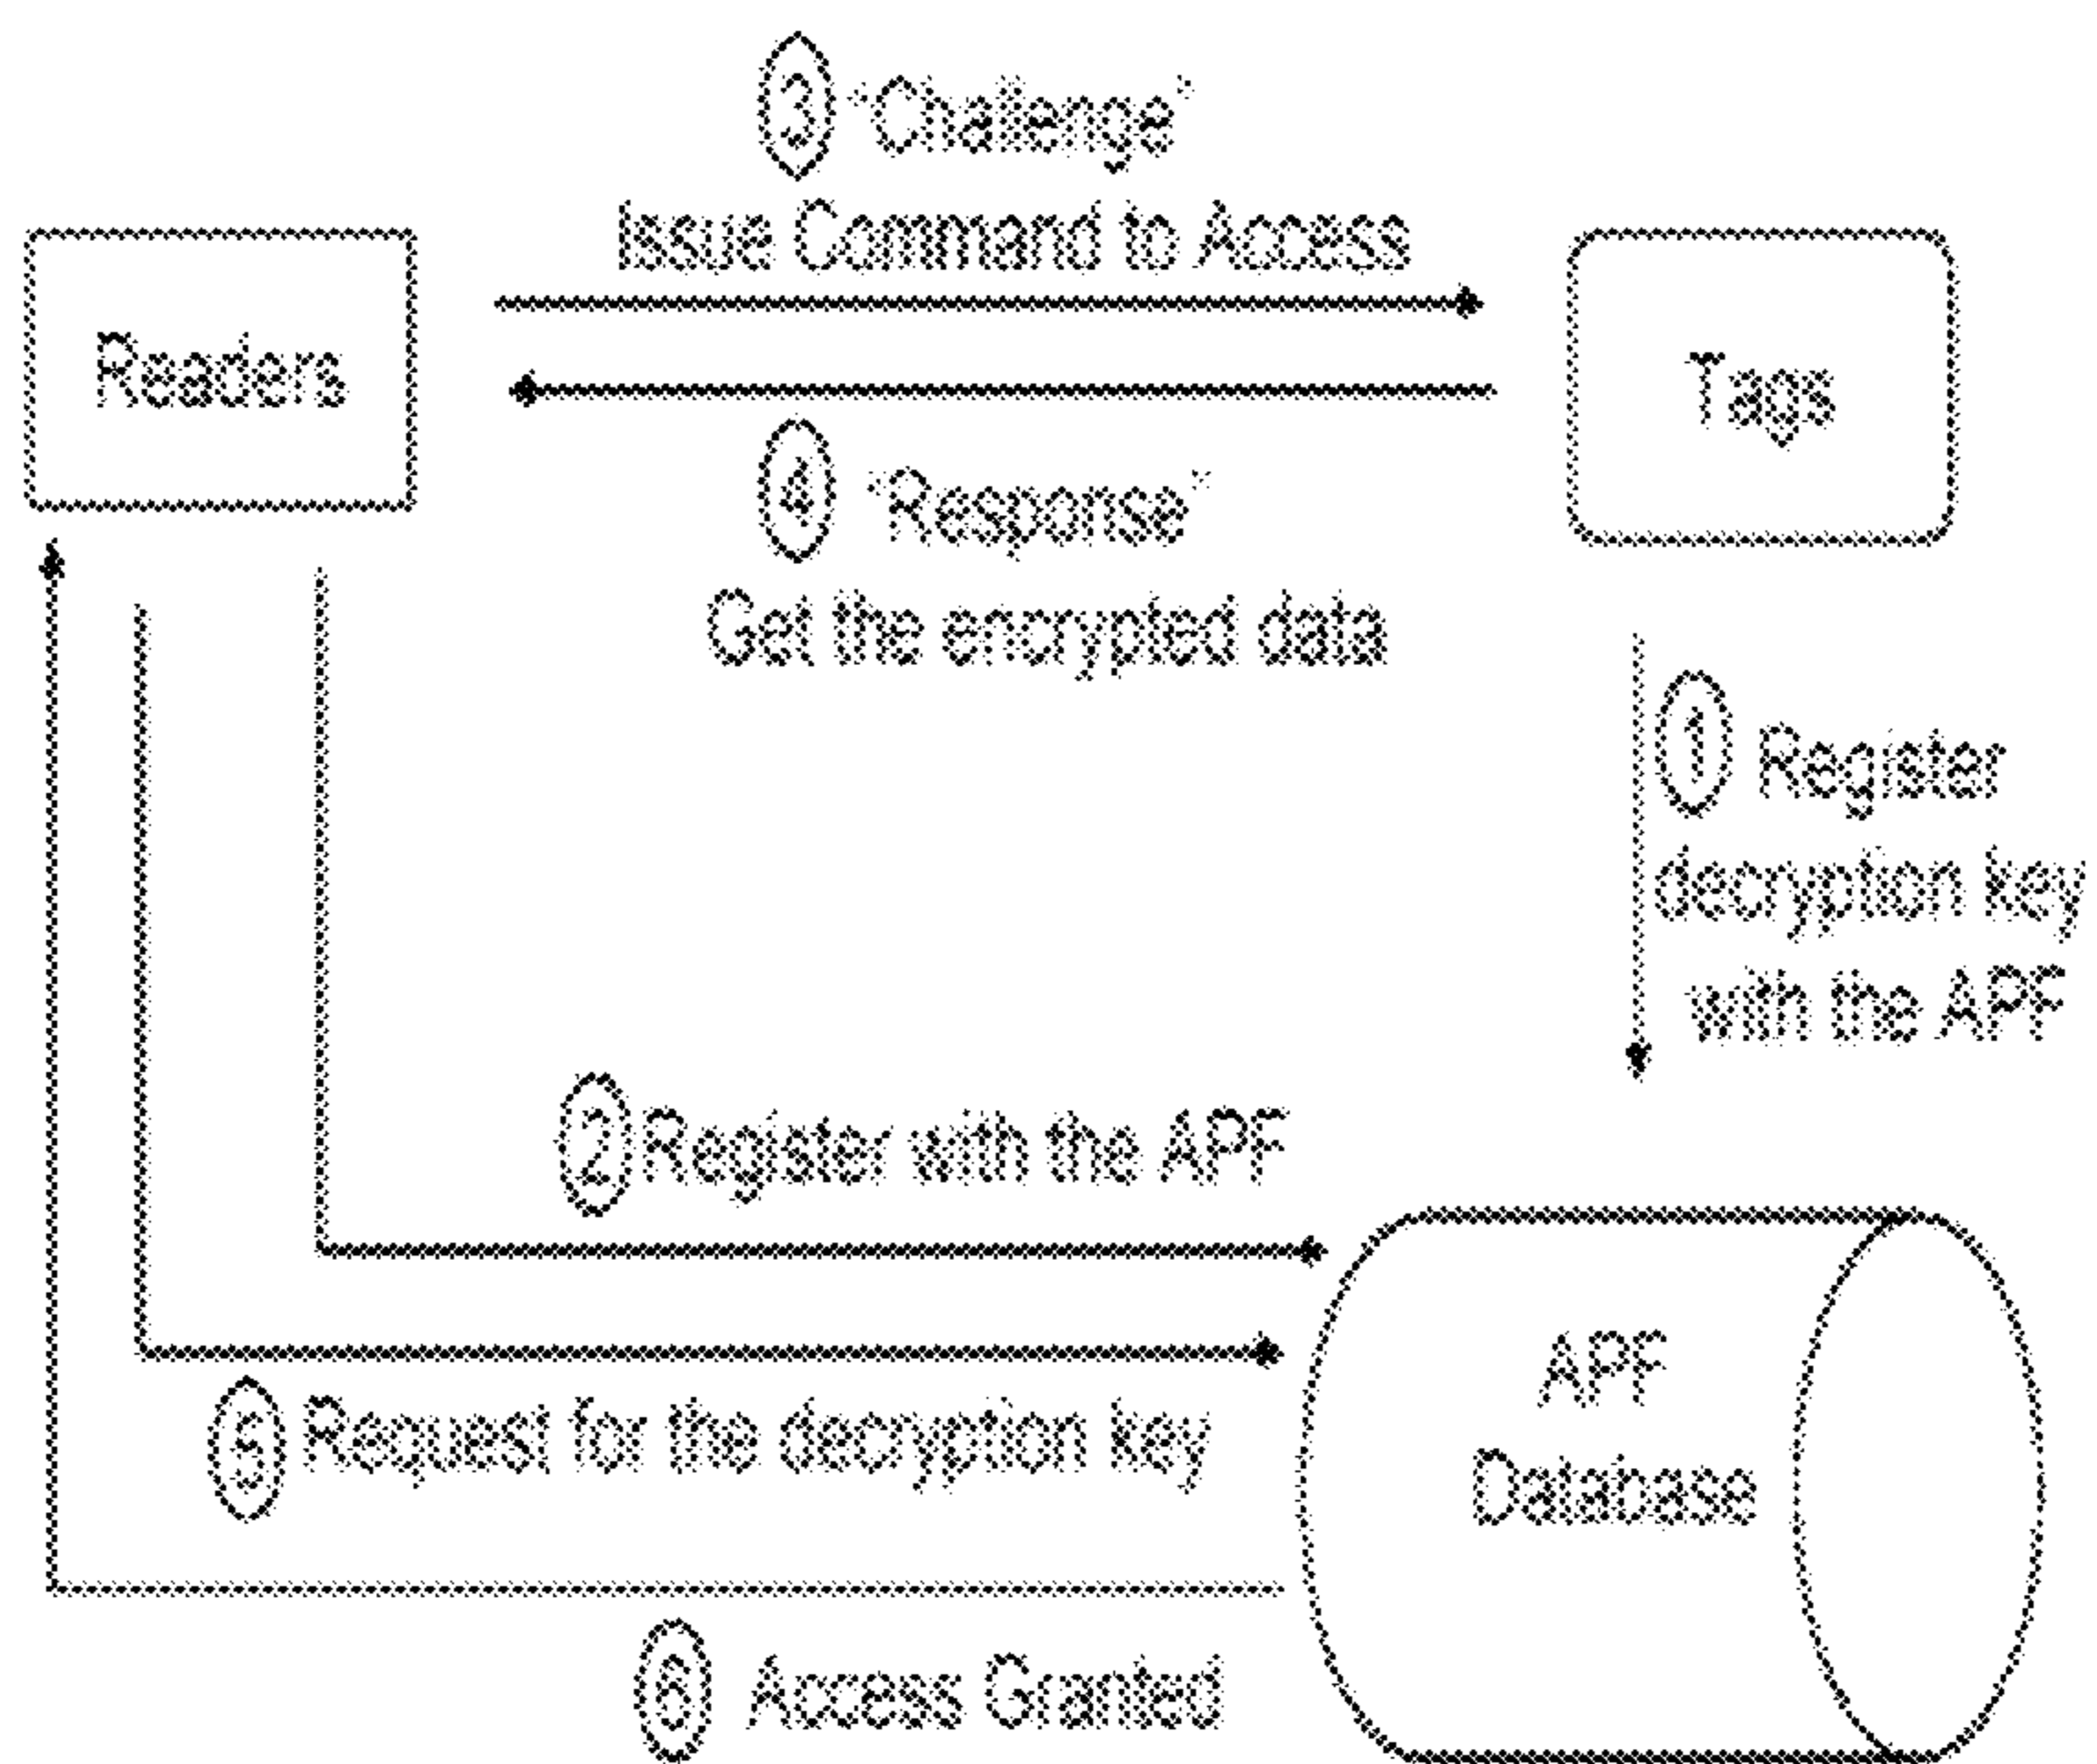 ③ "Challenge"
Issue Command to Access
Readers
Tags
④ "Response"
Get the encrypted data
① Register
decryption key
with the APF
② Register with the APF
APF
Database
⑤ Request for the decryption key
⑥ Access Granted